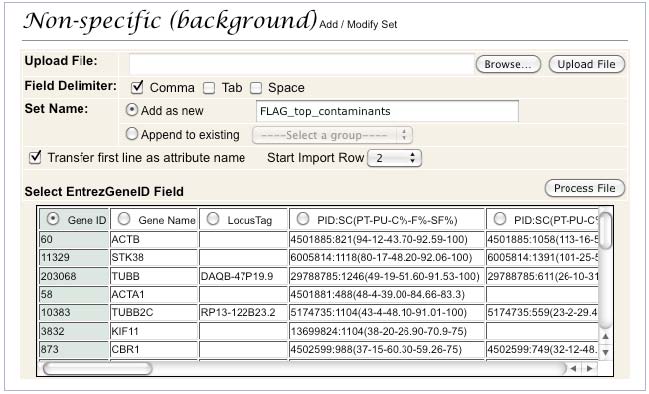 Non-specific (background) Add / Modify Set
Upload File: Browse... Upload File
Field Delimiter: Comma Tab Space
Set Name: Add as new FLAG_top_contaminants
Append to existing ----Select a group----
Transfer first line as attribute name Start Import Row 2
Select EntrezGeneID Field Process File
Gene ID Gene Name LocusTag PID:SC(PT-PU-C%-F%-SF%) PID:SC(PT-PU-C%
60 ACTB 4501885:821(94-12-43.70-92.59-100) 4501885:1058(113-16-5
11329 STK38 6005814:1118(80-17-48.20-92.06-100) 6005814:1391(101-25-5
203068 TUBB DAQB-47P19.9 29788785:1246(49-19-51.60-91.53-100) 29788785:611(26-10-31
58 ACTA1 4501881:488(48-4-39.00-84.66-83.3)
10383 TUBB2C RP13-122B23.2 5174735:1104(43-4-48.10-91.01-100) 5174735:559(23-2-29.4
3832 KIF11 13699824:1104(38-20-26.90-70.9-75)
873 CBR1 4502599:988(37-15-60.30-59.26-75) 4502599:749(32-12-48.